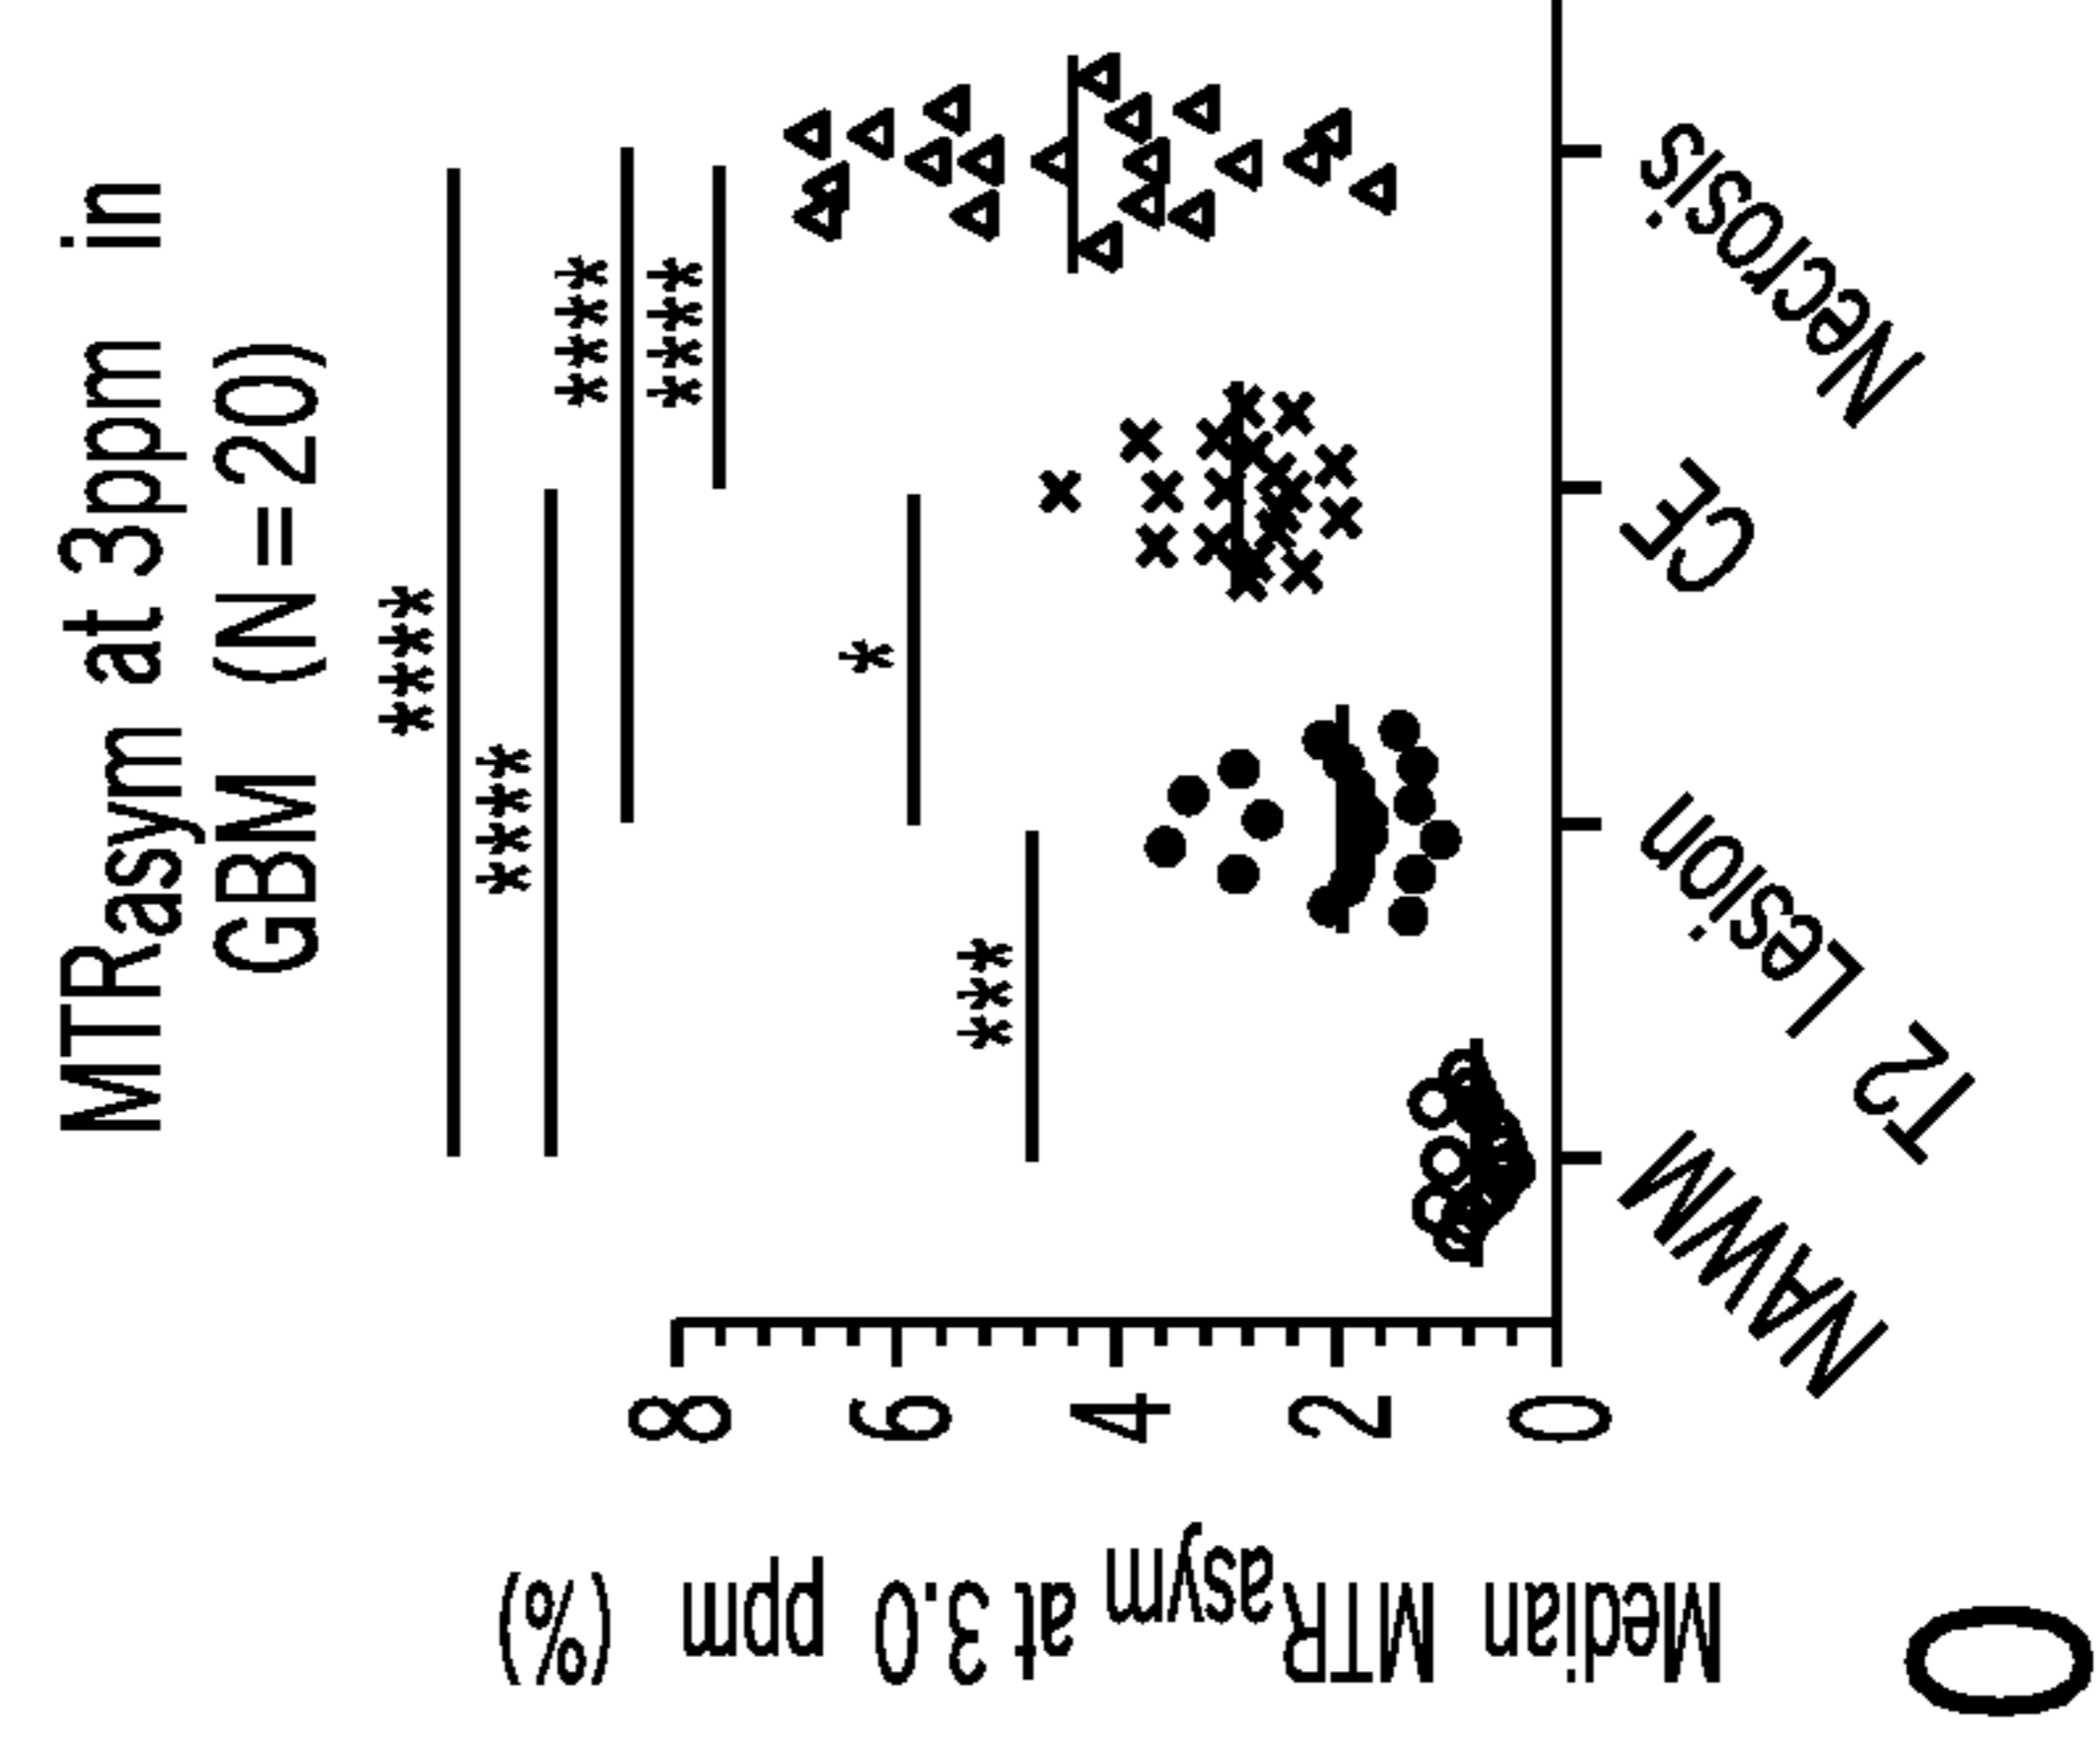 MTRasym at 3ppm in
GBM (N=20)
****
****
****
****
*
***
Median MTRasym at 3.0 ppm (%)
8
6
4
2
0
NAWM
T2 Lesion
CE
Necrosis
O